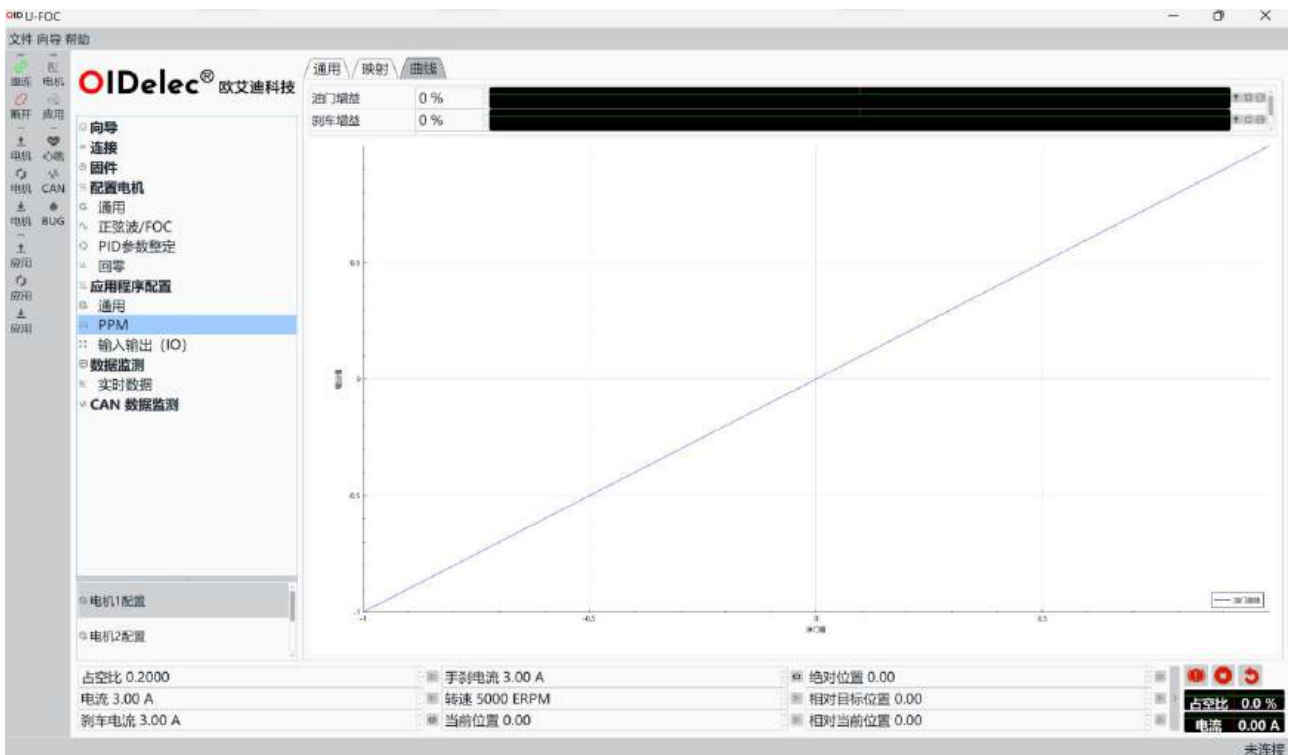 OID U-FOC
文件 向导 帮助
重连 电机
断开 应用
电机 心跳
电机 CAN
电机 BUG
应用
应用
应用
OIDelec® 欧艾迪科技
向导
连接
固件
配置电机
通用
正弦波/FOC
PID参数整定
回零
应用程序配置
通用
PPM
输入输出 (IO)
数据监测
实时数据
CAN 数据监测
电机1配置
电机2配置
通用 映射 曲线
油门增益 0 %
刹车增益 0 %
0.5
0
-0.5
-1
-1 -0.5 0 0.5
占空比 0.2000 手刹电流 3.00 A 绝对位置 0.00
电流 3.00 A 转速 5000 ERPM 相对目标位置 0.00
刹车电流 3.00 A 当前位置 0.00 相对当前位置 0.00
占空比 0.0 %
电流 0.00 A
未连接